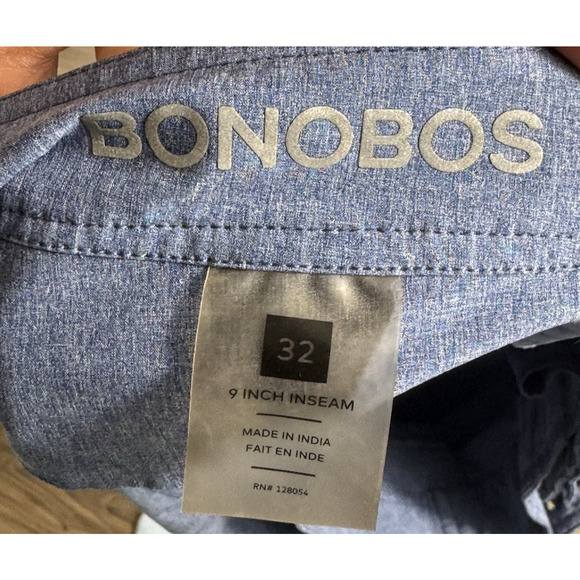 BONOBOS
32
9 INCH INSEAM
MADE IN INDIA
FAIT EN INDE
RN# 128054